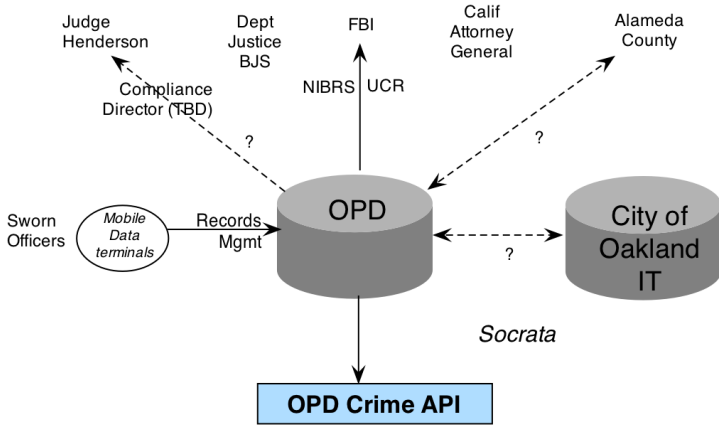 Judge
Henderson
Dept
Justice
BJS
FBI
Calif
Attorney
General
Alameda
County
Compliance
Director (TBD)
NIBRS
UCR
?
?
Sworn
Officers
Mobile
Data
terminals
Records
Mgmt
OPD
?
City of
Oakland
IT
Socrata
OPD Crime API